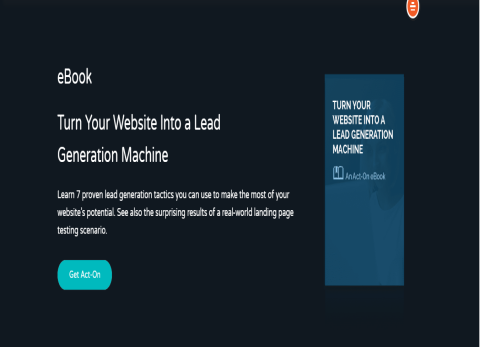 eBook
Turn Your Website Into a Lead
Generation Machine
Learn 7 proven lead generation tactics you can use to make the most of your
website's potential. See also the surprising results of a real-world landing page
testing scenario.
Get Act-On
TURN YOUR
WEBSITE INTO A
LEAD GENERATION
MACHINE
An Act-On eBook